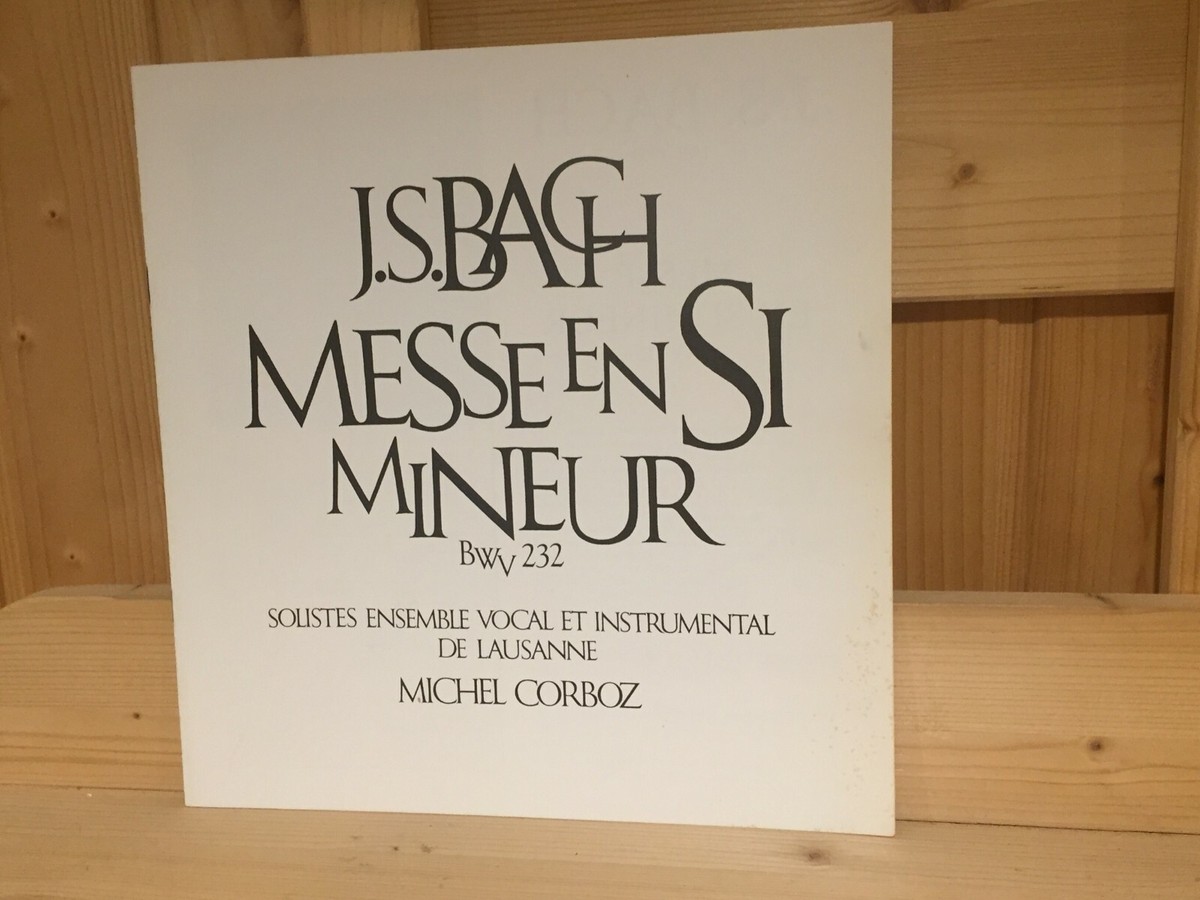 J.S.BACH
MESSE EN SI
MINEUR
BWV 232
SOLISTES ENSEMBLE VOCAL ET INSTRUMENTAL
DE LAUSANNE
MICHEL CORBOZ